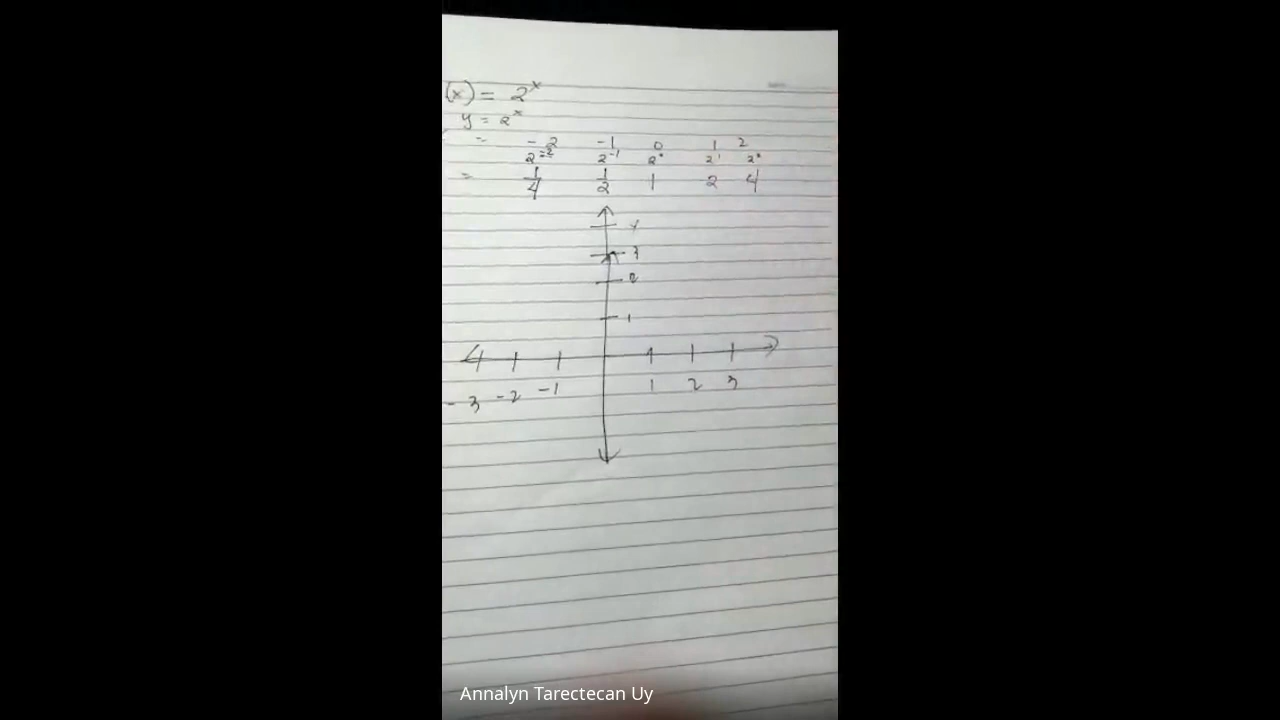 (x) = 2^x
y = 2^x
= -2 -1 0 1 2
2^-2 2^-1 2^0 2^1 2^2
= 1/4 1/2 1 2 4
4
3
2
1
-3 -2 -1 1 2 3
Annalyn Tarectecan Uy